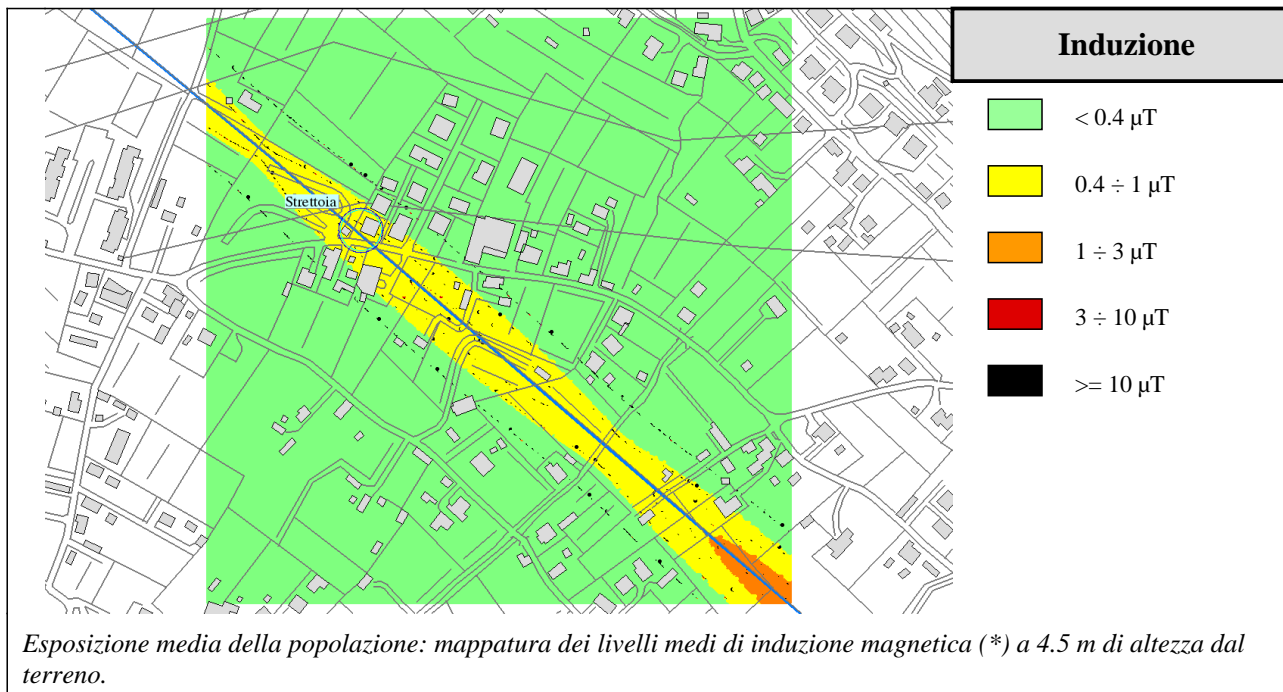 Induzione
< 0.4 µT
0.4 ÷ 1 µT
1 ÷ 3 µT
3 ÷ 10 µT
>= 10 µT
Strettoia
Esposizione media della popolazione: mappatura dei livelli medi di induzione magnetica (*) a 4.5 m di altezza dal
terreno.